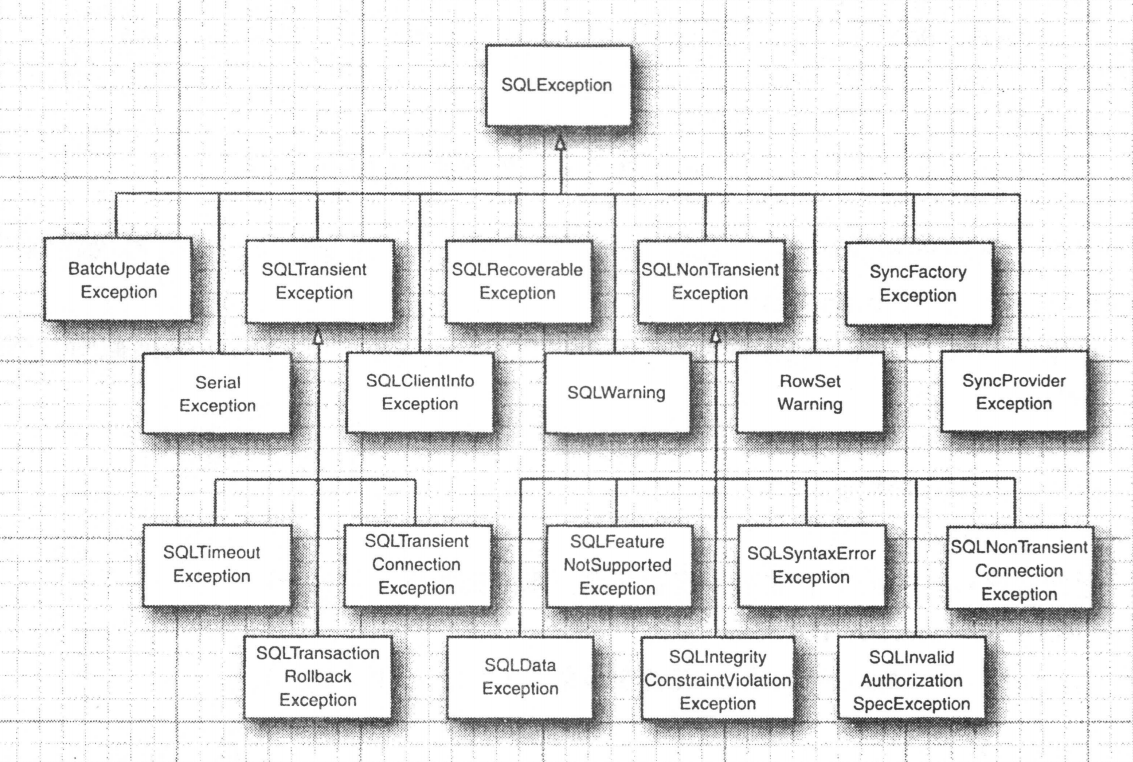 SQLException
BatchUpdate
Exception
SQLTransient
Exception
SQLRecoverable
Exception
SQLNonTransient
Exception
SyncFactory
Exception
Serial
Exception
SQLClientInfo
Exception
SQLWarning
RowSet
Warning
SyncProvider
Exception
SQLTimeout
Exception
SQLTransient
Connection
Exception
SQLFeature
NotSupported
Exception
SQLSyntaxError
Exception
SQLNonTransient
Connection
Exception
SQLTransaction
Rollback
Exception
SQLData
Exception
SQLIntegrity
ConstraintViolation
Exception
SQLInvalid
Authorization
SpecException